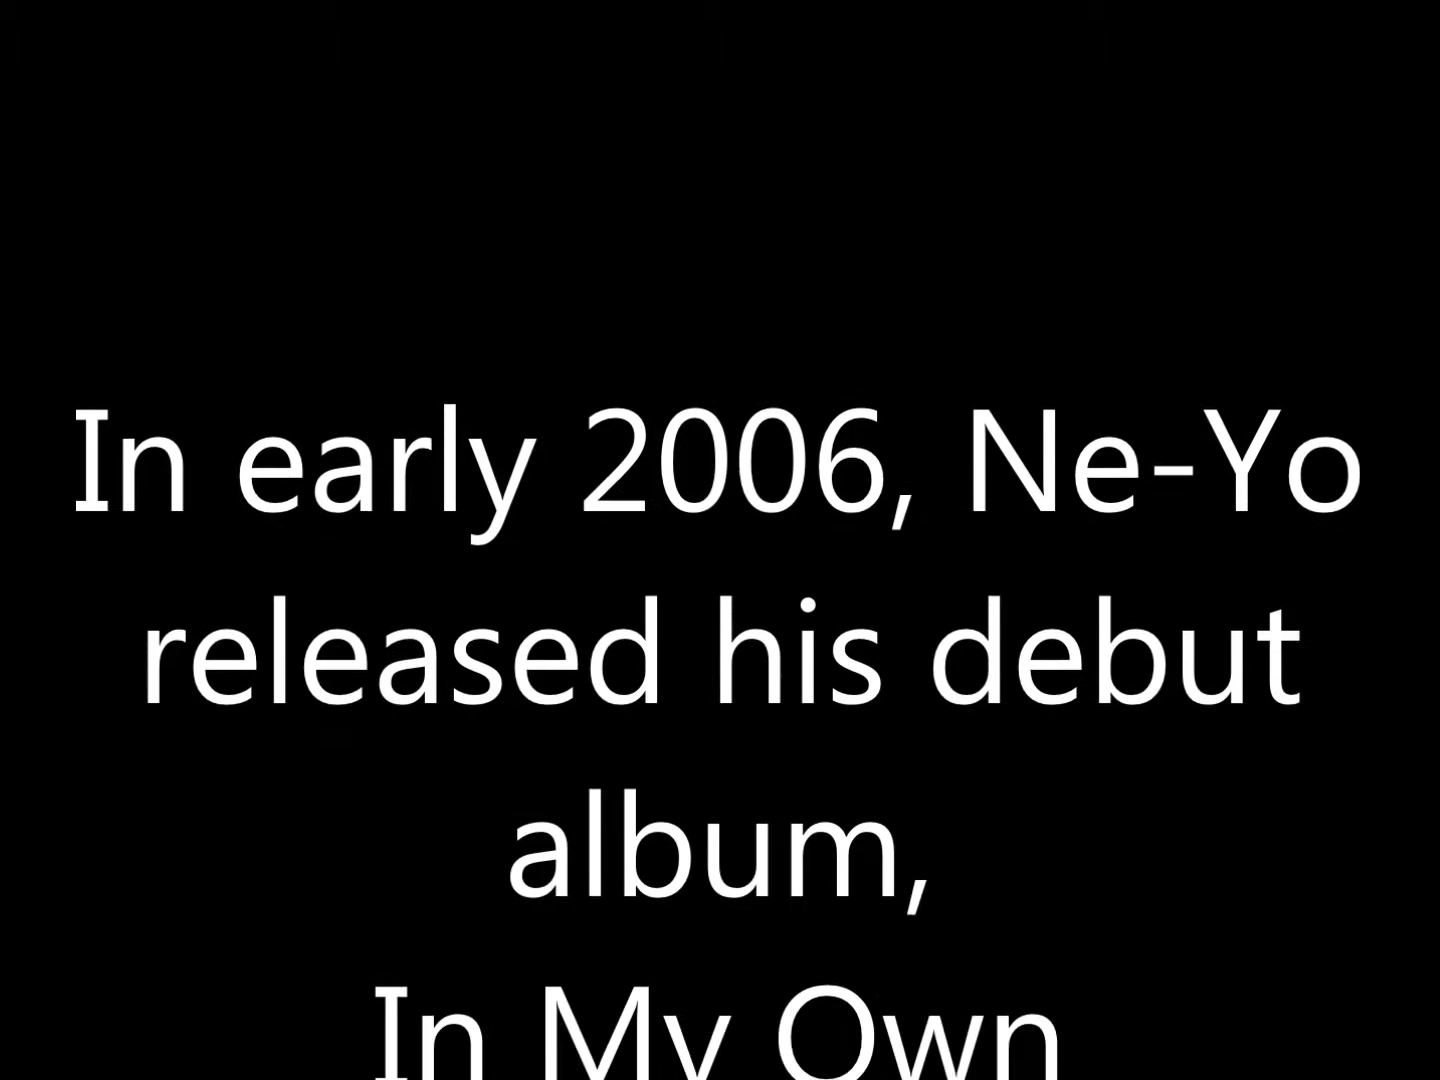 In early 2006, Ne-Yo
released his debut
album,
In My Own